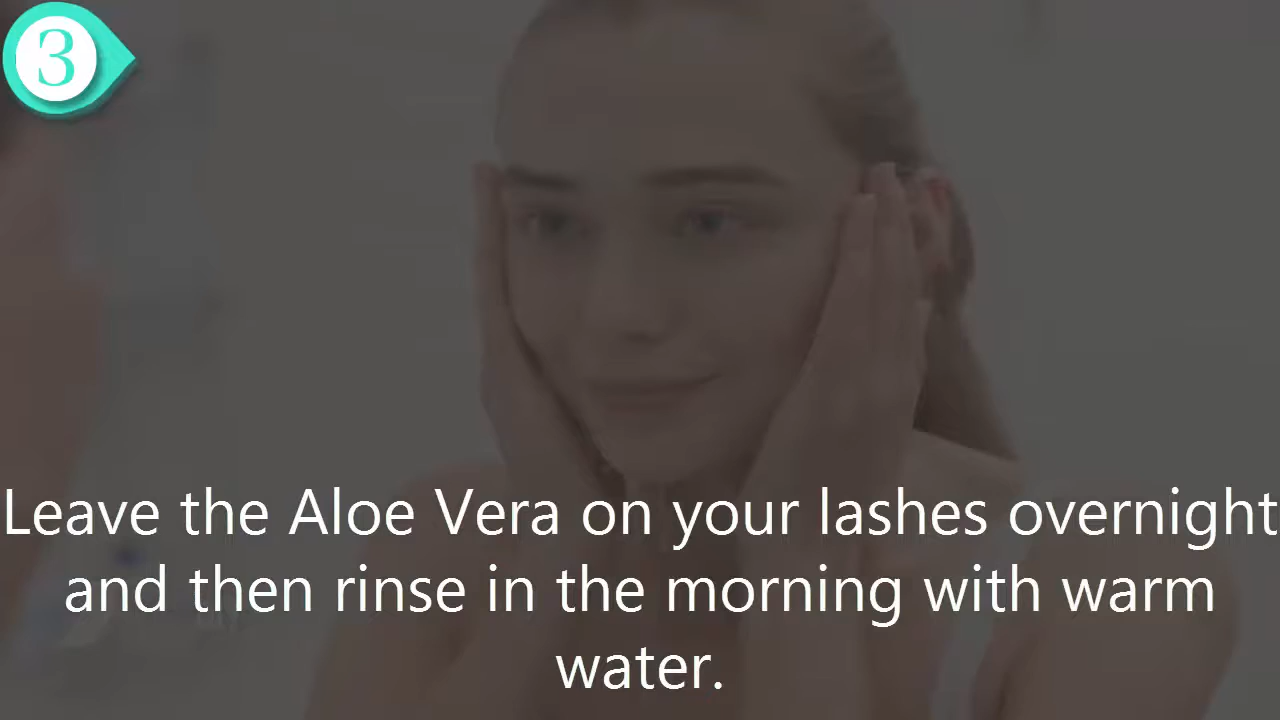 3
Leave the Aloe Vera on your lashes overnight
and then rinse in the morning with warm
water.